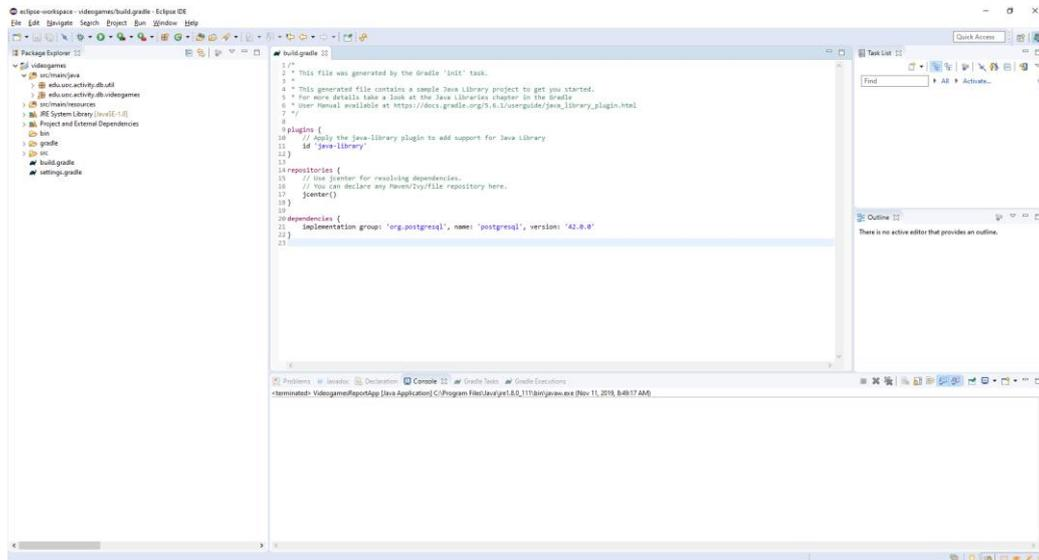 eclipse-workspace - videogames/build.gradle - Eclipse IDE
File Edit Navigate Search Project Run Window Help
Quick Access
Package Explorer
videogames
src/main/java
edu.uoc.activity.db.util
edu.uoc.activity.db.videogames
src/main/resources
JRE System Library [JavaSE-1.8]
Project and External Dependencies
bin
gradle
src
build.gradle
settings.gradle
build.gradle
1 /*
2 * This file was generated by the Gradle 'init' task.
3 *
4 * This generated file contains a sample Java Library project to get you started.
5 * For more details take a look at the Java Libraries chapter in the Gradle
6 * User Manual available at https://docs.gradle.org/5.6.1/userguide/java_library_plugin.html
7 */
8
9 plugins {
10 // Apply the java-library plugin to add support for Java Library
11 id 'java-library'
12 }
13
14 repositories {
15 // Use jcenter for resolving dependencies.
16 // You can declare any Maven/Ivy/file repository here.
17 jcenter()
18 }
19
20 dependencies {
21 implementation group: 'org.postgresql', name: 'postgresql', version: '42.0.0'
22 }
23
Task List
Find All Activate...
Outline
There is no active editor that provides an outline.
Problems Javadoc Declaration Console Gradle Tasks Gradle Executions
<terminated> VideogamesReportApp [Java Application] C:\Program Files\Java\jre1.8.0_111\bin\javaw.exe (Nov 11, 2019, 8:49:17 AM)